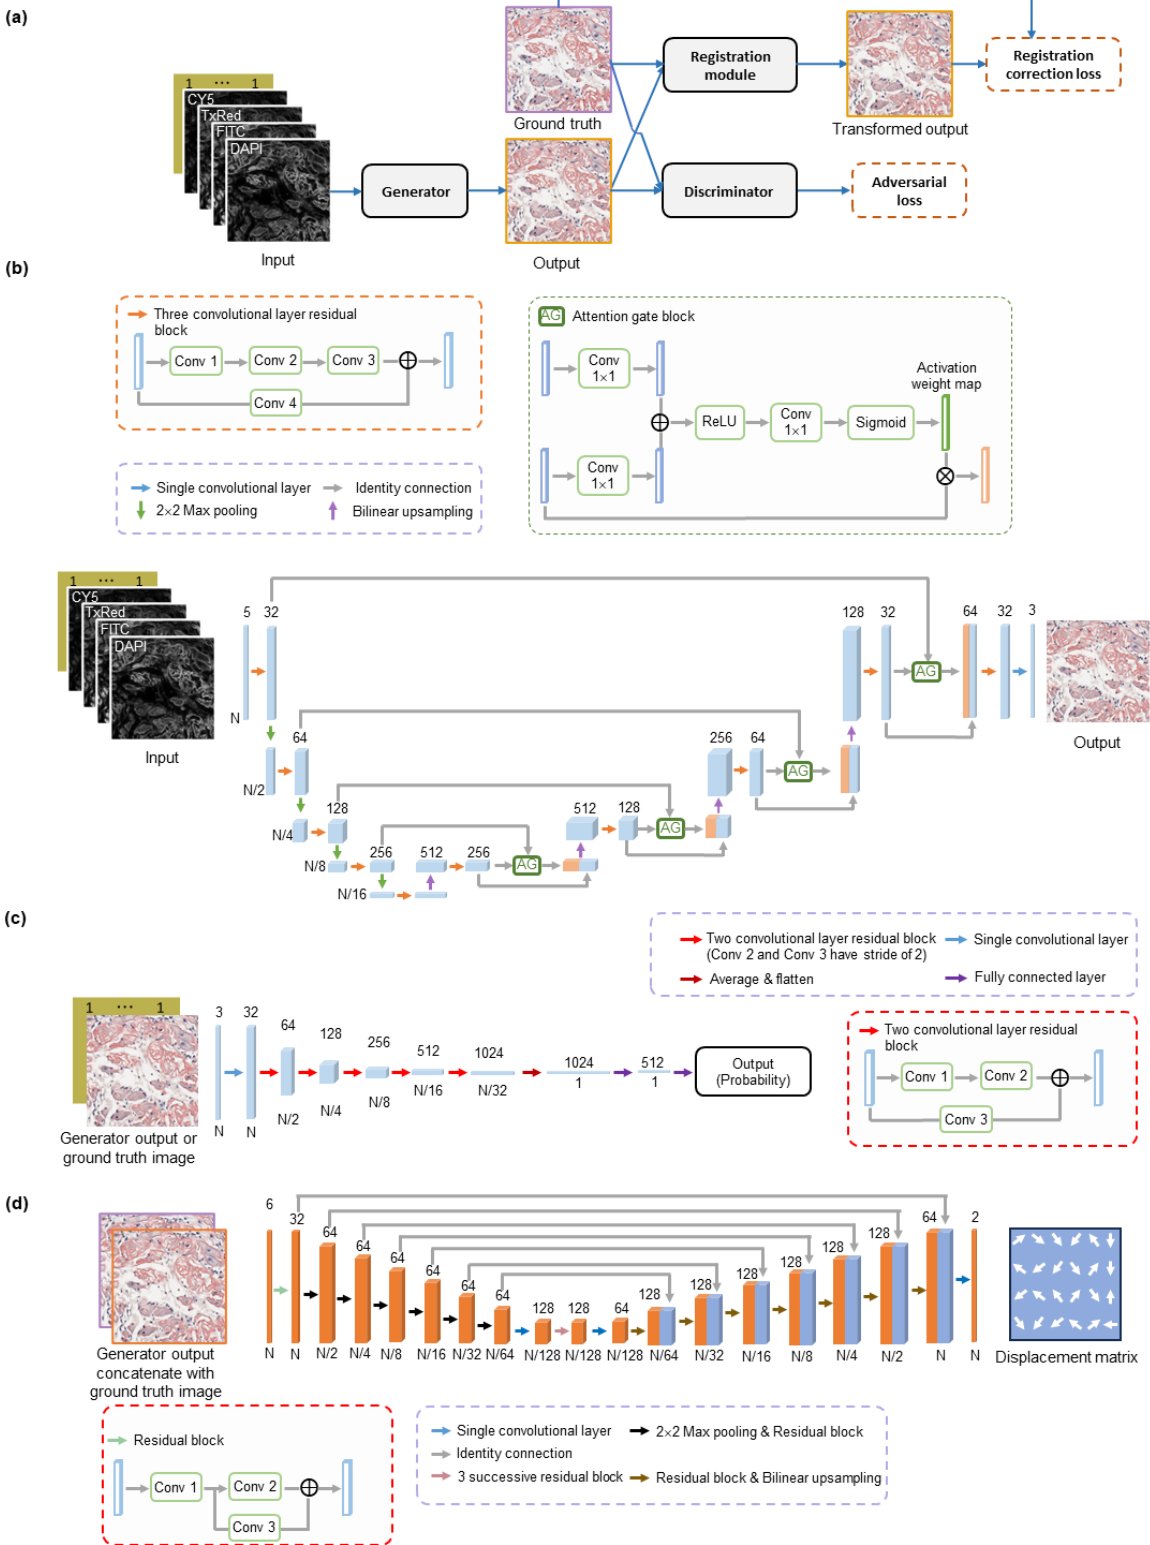 (a)
1 ... 1
CY5
TxRed
FITC
DAPI
Input
Generator
Ground truth
Output
Registration
module
Discriminator
Transformed output
Registration
correction loss
Adversarial
loss
(b)
Three convolutional layer residual
block
Conv 1
Conv 2
Conv 3
Conv 4
Single convolutional layer
Identity connection
2×2 Max pooling
Bilinear upsampling
AG Attention gate block
Conv
1×1
Conv
1×1
ReLU
Conv
1×1
Sigmoid
Activation
weight map
1 ... 1
CY5
TxRed
FITC
DAPI
Input
5 32
N
64
N/2
128
N/4
256
N/8
512
N/16
256
AG
512 128
AG
256 64
AG
128 32
AG
64 32 3
Output
(c)
Two convolutional layer residual block
(Conv 2 and Conv 3 have stride of 2)
Single convolutional layer
Average & flatten
Fully connected layer
1 ... 1
Generator output or
ground truth image
3 32 64 128 256 512 1024 1024 512
N N N/2 N/4 N/8 N/16 N/32 1 1
Output
(Probability)
Two convolutional layer residual
block
Conv 1
Conv 2
Conv 3
(d)
Generator output
concatenate with
ground truth image
6 32 64 64 64 64 64 64 128 128 64 128 128 128 128 128 128 64 2
N N N/2 N/4 N/8 N/16 N/32 N/64 N/128 N/128 N/128 N/64 N/32 N/16 N/8 N/4 N/2 N N
Displacement matrix
Residual block
Conv 1
Conv 2
Conv 3
Single convolutional layer
2×2 Max pooling & Residual block
Identity connection
3 successive residual block
Residual block & Bilinear upsampling